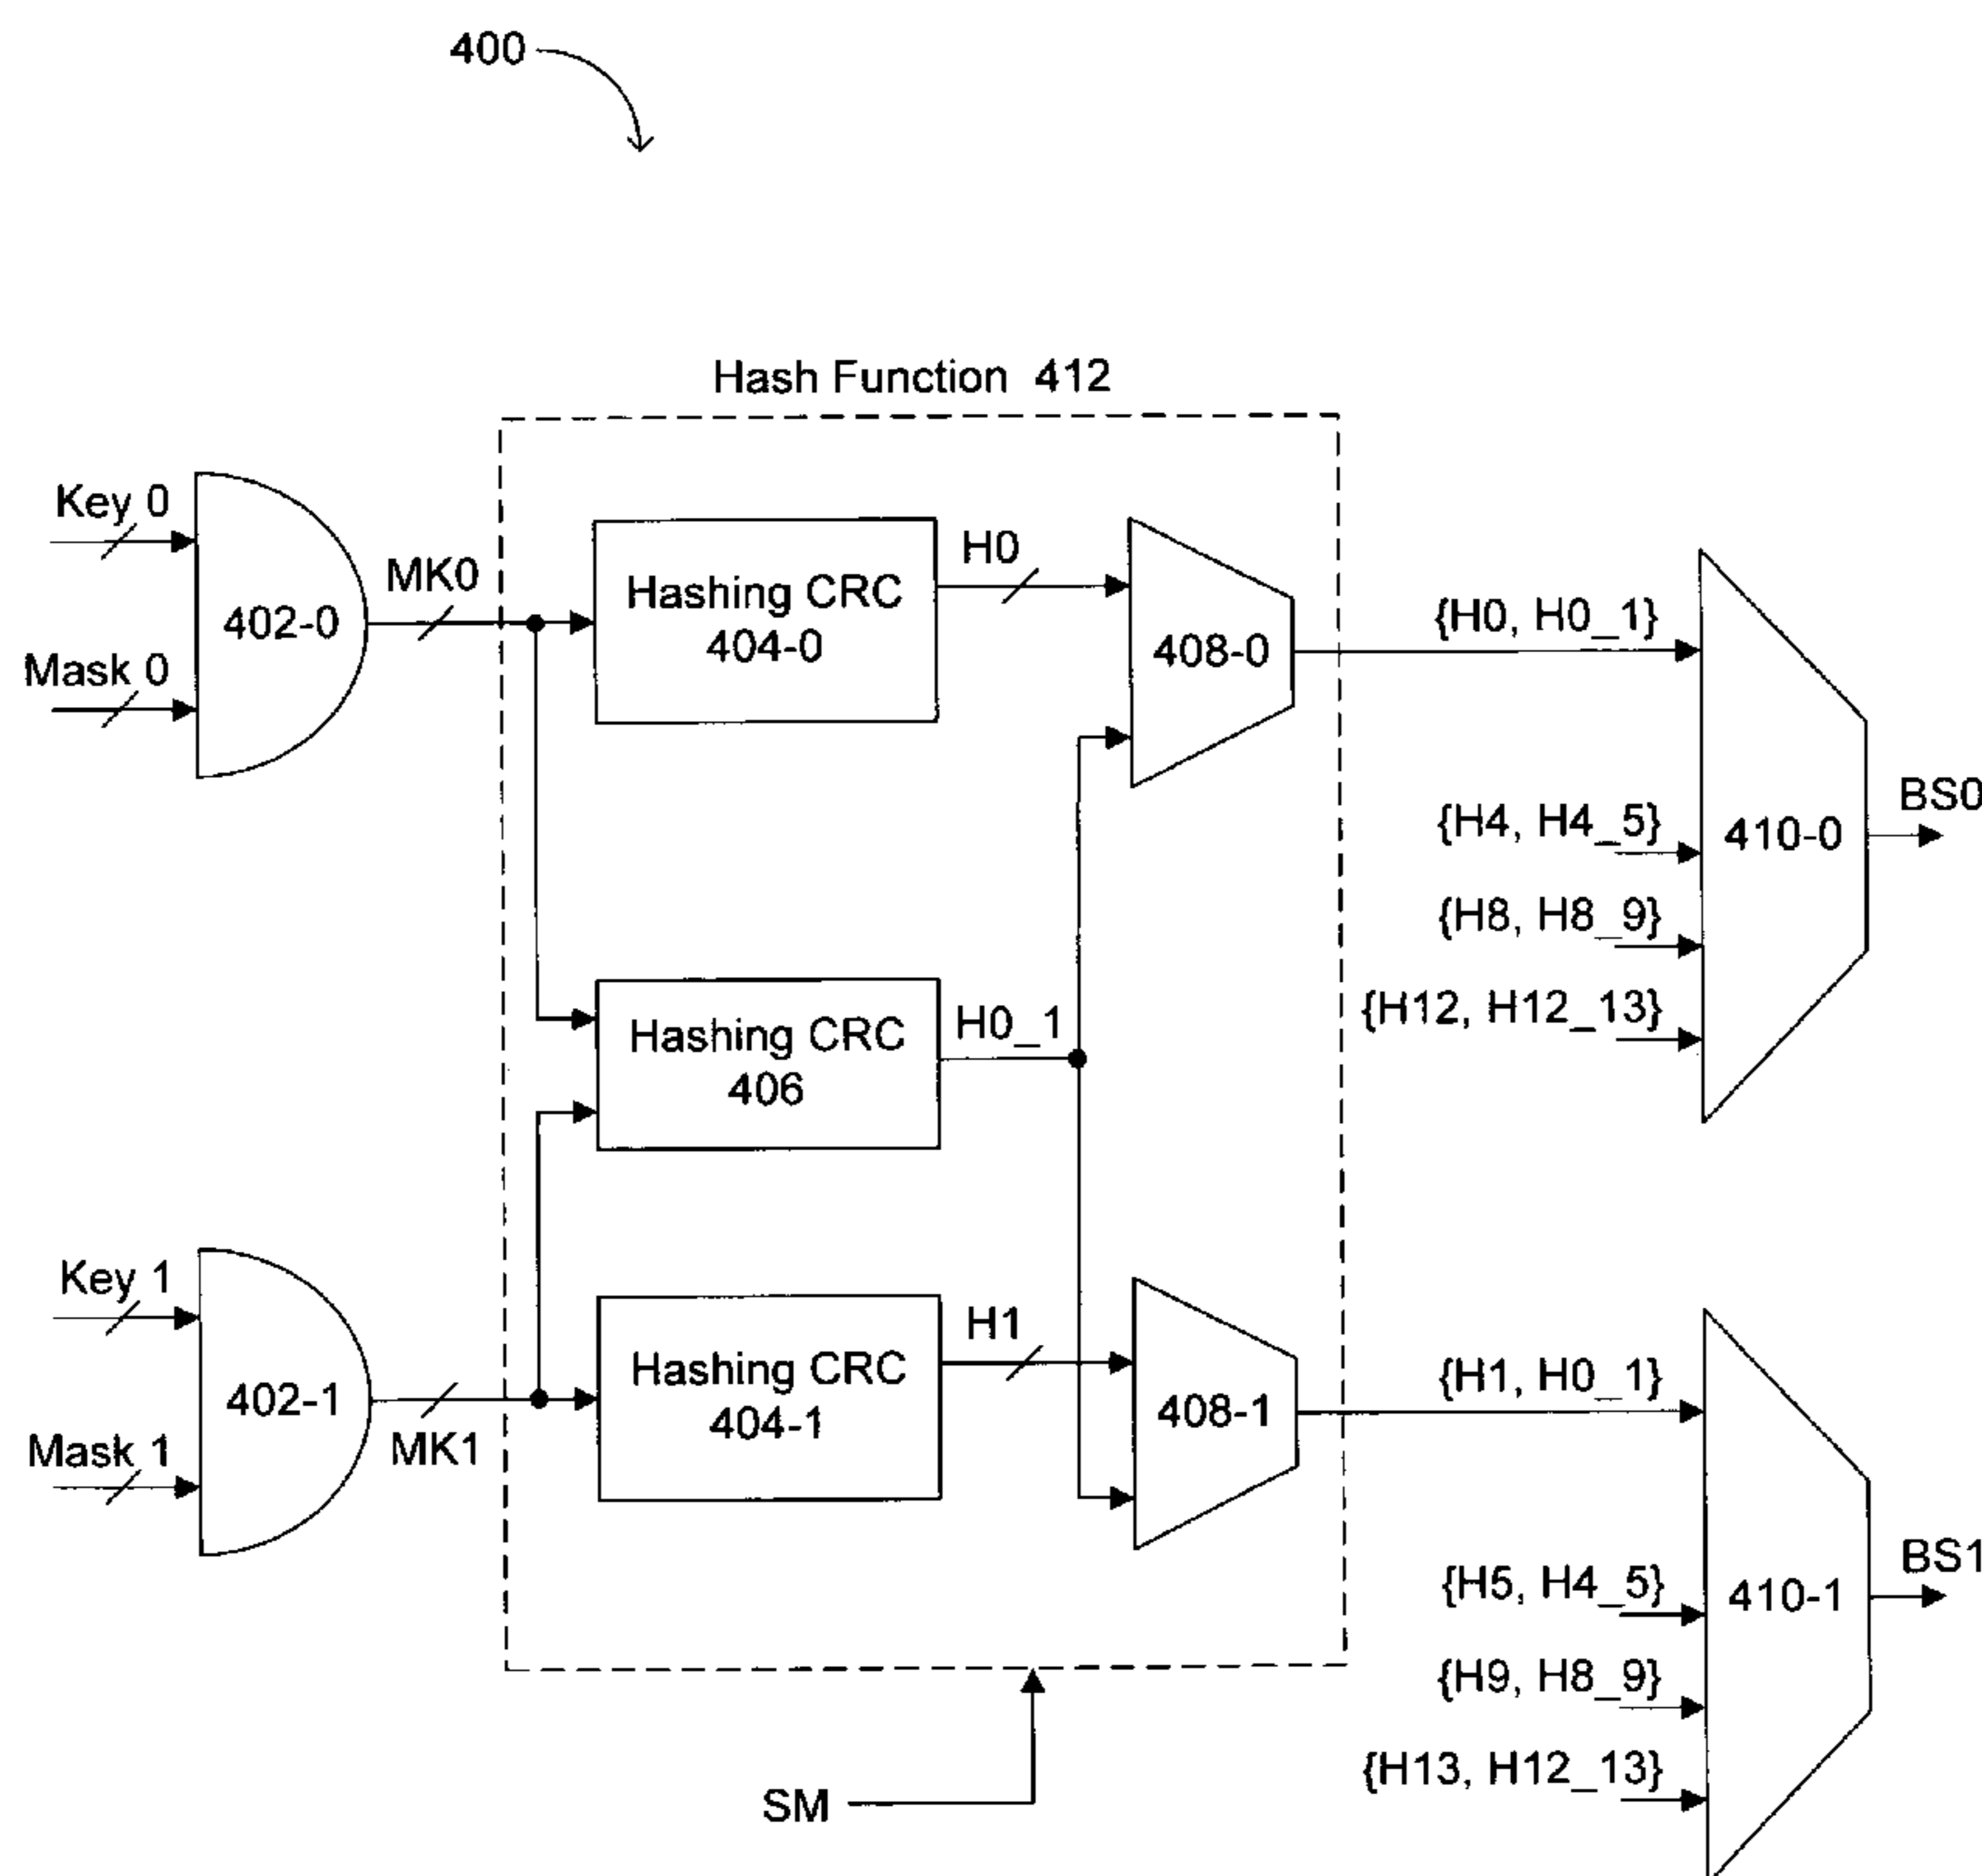 400
Hash Function 412
Key 0
Mask 0
402-0
MK0
Hashing CRC
404-0
H0
408-0
{H0, H0_1}
{H4, H4_5}
{H8, H8_9}
{H12, H12_13}
410-0
BS0
Hashing CRC
406
H0_1
Key 1
Mask 1
402-1
MK1
Hashing CRC
404-1
H1
408-1
{H1, H0_1}
{H5, H4_5}
{H9, H8_9}
{H13, H12_13}
410-1
BS1
SM